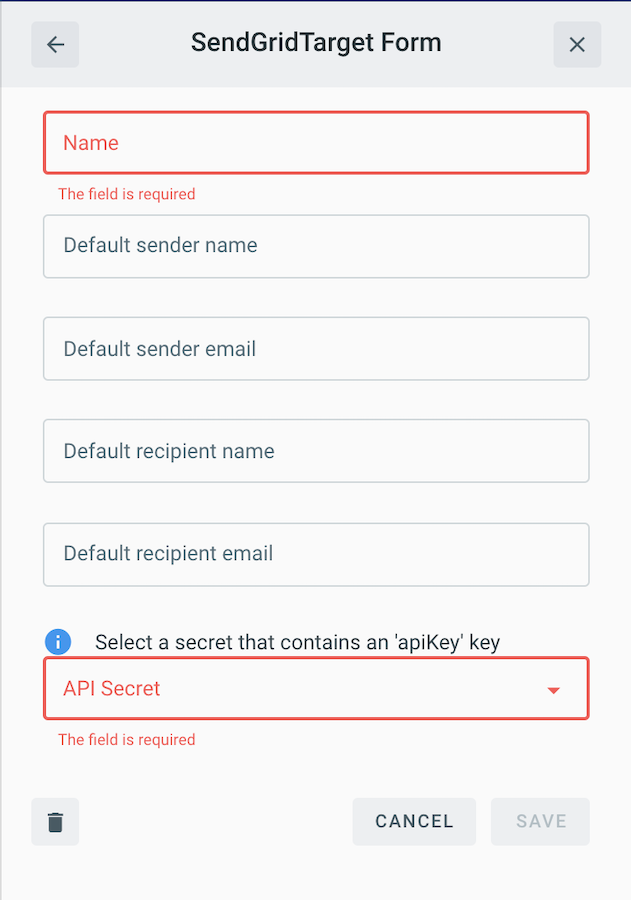 SendGridTarget Form
Name
The field is required
Default sender name
Default sender email
Default recipient name
Default recipient email
Select a secret that contains an 'apiKey' key
API Secret
The field is required
CANCEL
SAVE